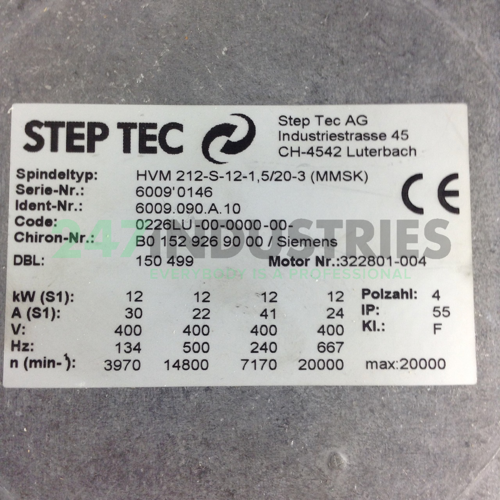 STEP TEC
Step Tec AG
Industriestrasse 45
CH-4542 Luterbach
Spindeltyp: HVM 212-S-12-1,5/20-3 (MMSK)
Serie-Nr.: 6009'0146
Ident-Nr.: 6009.090.A.10
Code: -0000-00-
Chiron-Nr.: B0 152 926 90 00 / Siemens
DBL: 150 499 Motor Nr.:322801-004
CE
247 INDUSTRIES
EVERYBODY IS A PROFESSIONAL
kW (S1): 12 12 12 12 Polzahl: 4
A (S1): 30 22 41 24 IP: 55
V: 400 400 400 400 Kl.: F
Hz: 134 500 240 667
n (min-¹) 3970 14800 7170 20000 max:20000